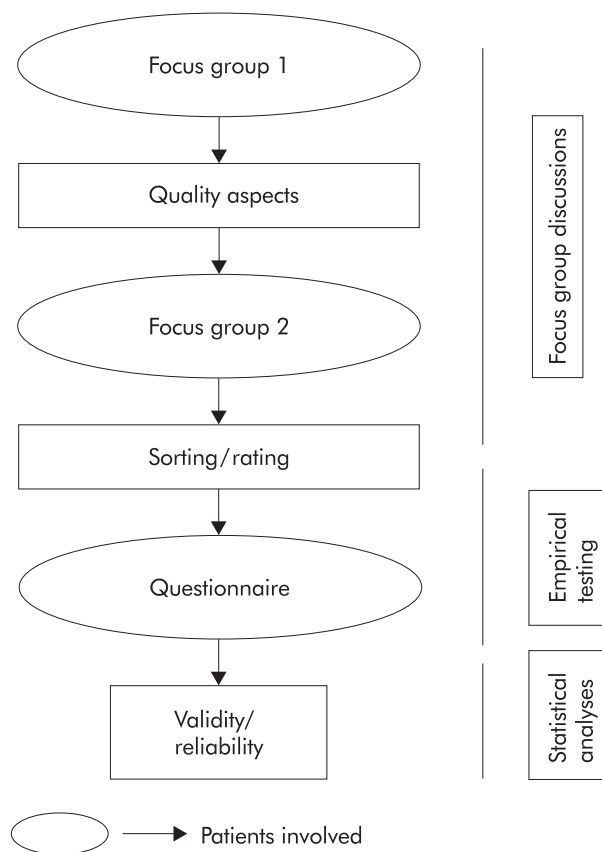 Focus group 1
Quality aspects
Focus group 2
Sorting/rating
Questionnaire
Validity/
reliability
Focus group discussions
Empirical
testing
Statistical
analyses
Patients involved